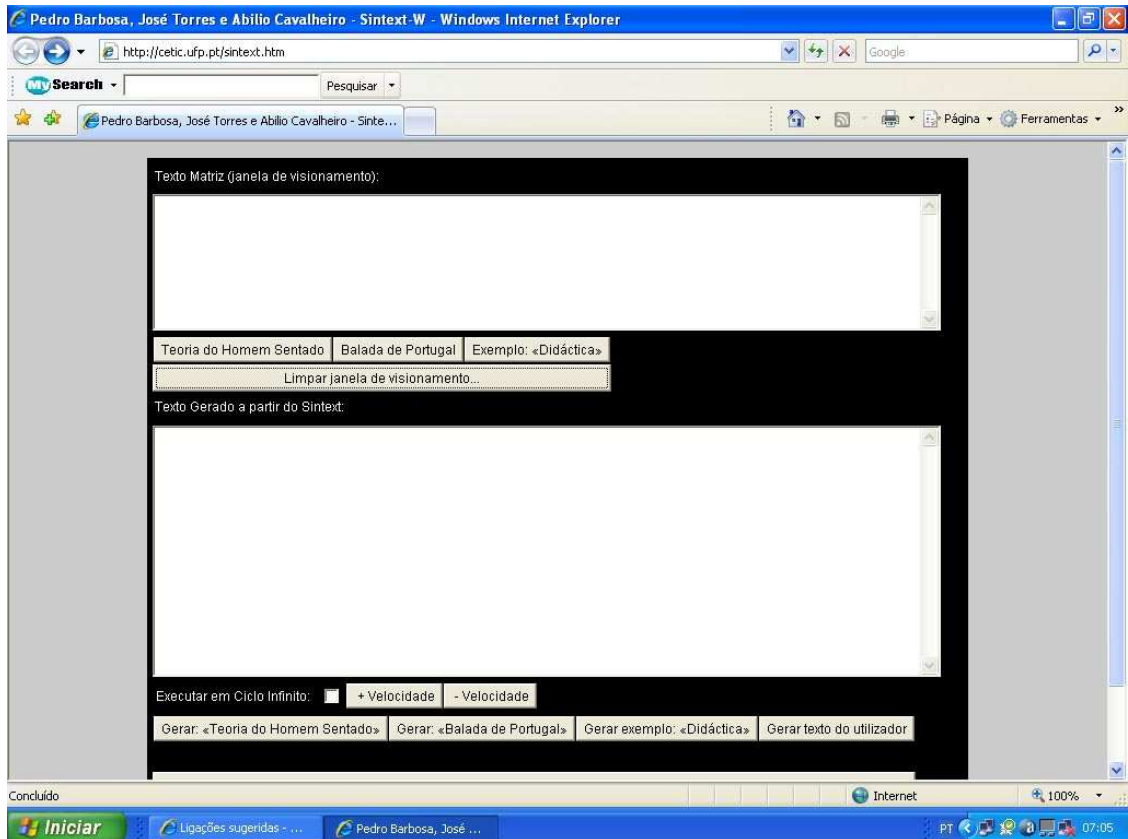 Pedro Barbosa, José Torres e Abilio Cavalheiro - Sintext-W - Windows Internet Explorer
http://cetic.ufp.pt/sintext.htm
Google
My Search
Pesquisar
Pedro Barbosa, José Torres e Abilio Cavalheiro - Sinte...
Página
Ferramentas
Texto Matriz (janela de visionamento):
Teoria do Homem Sentado
Balada de Portugal
Exemplo: «Didáctica»
Limpar janela de visionamento...
Texto Gerado a partir do Sintext:
Executar em Ciclo Infinito:
+ Velocidade
- Velocidade
Gerar: «Teoria do Homem Sentado»
Gerar: «Balada de Portugal»
Gerar exemplo: «Didáctica»
Gerar texto do utilizador
Concluído
Internet
100%
Iniciar
Ligações sugeridas - ...
Pedro Barbosa, José ...
PT
07:05